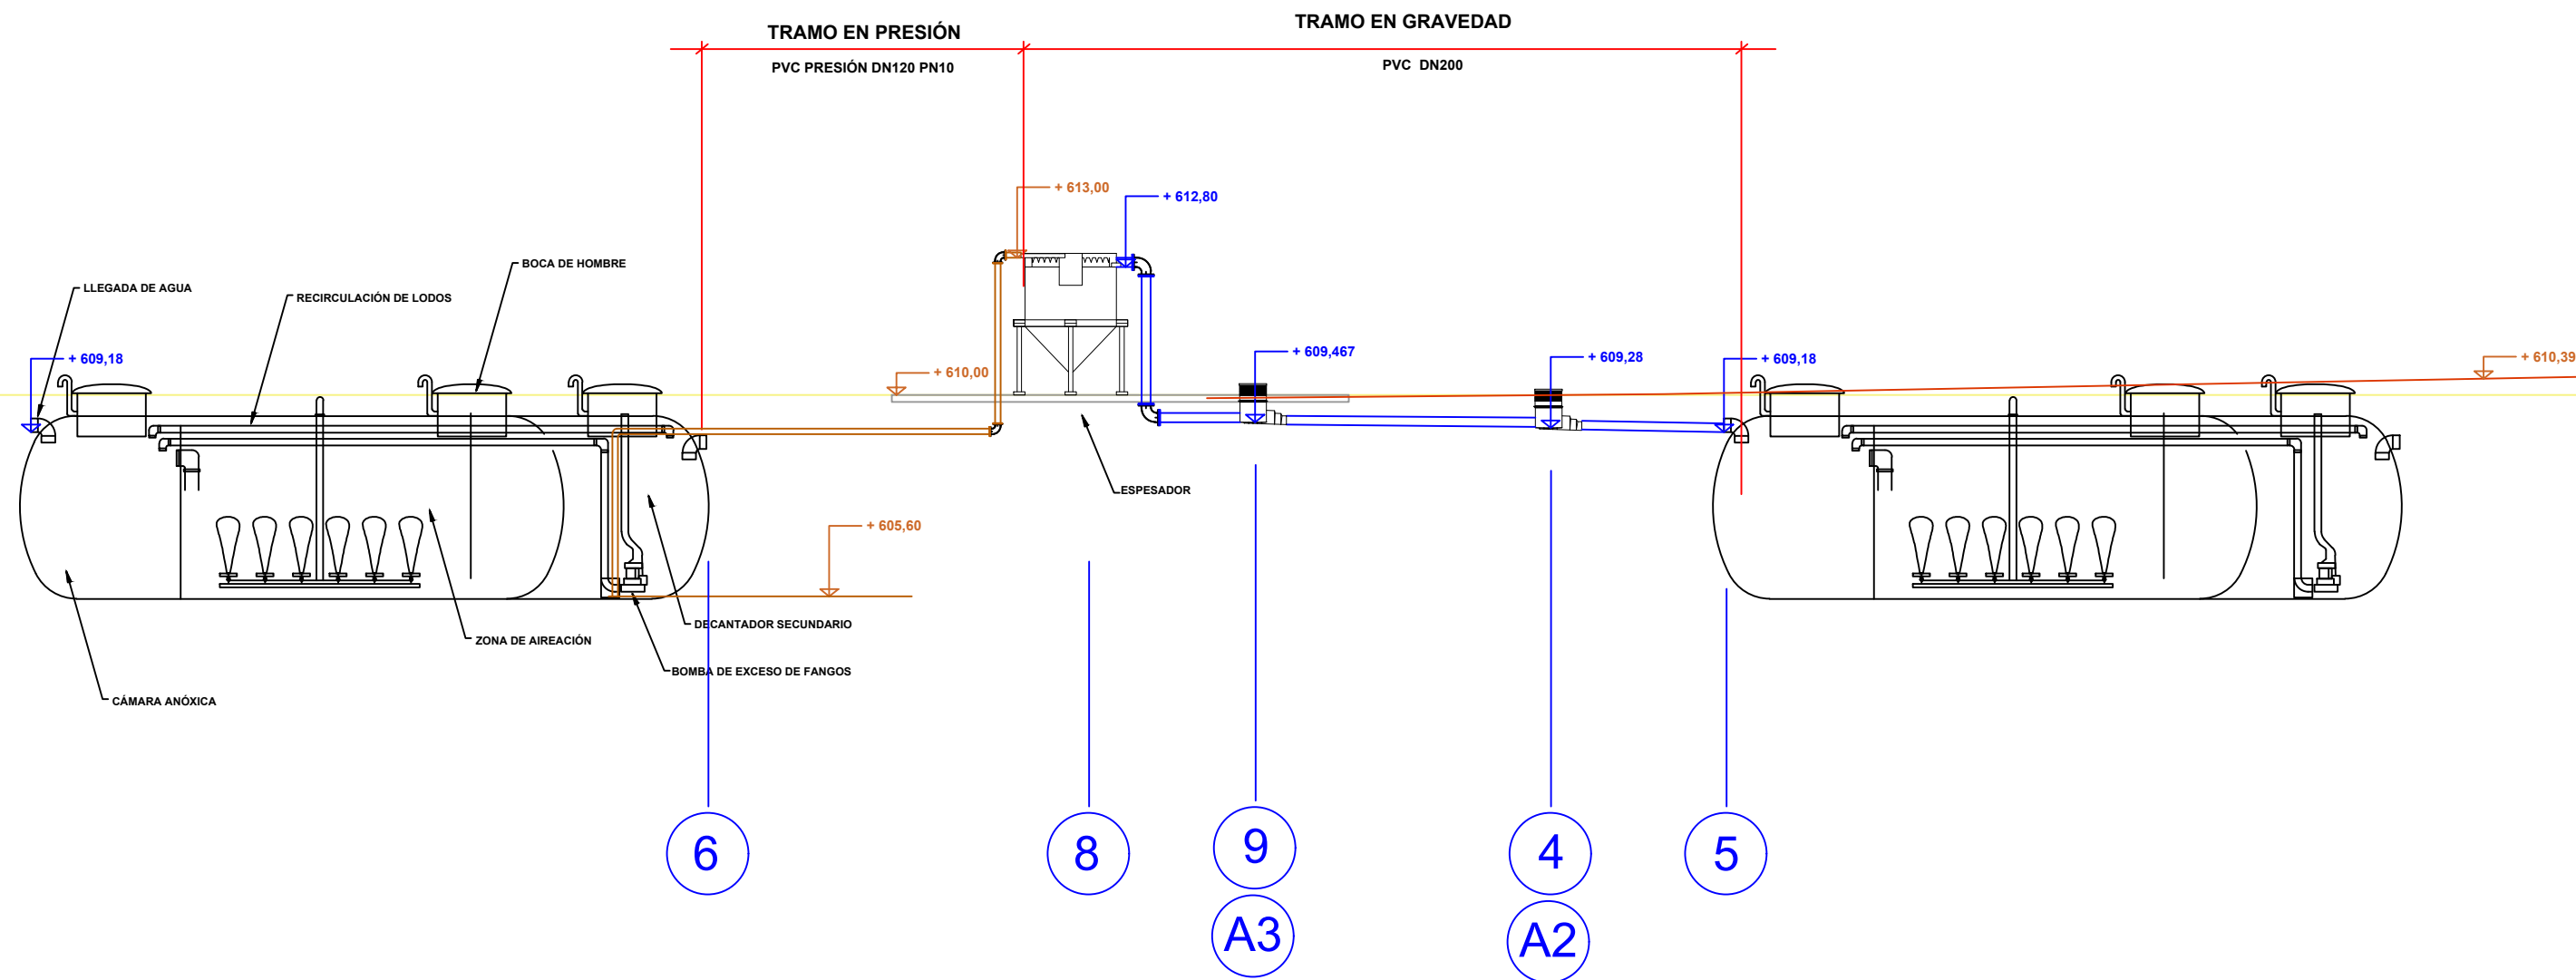 TRAMO EN PRESIÓN
TRAMO EN GRAVEDAD
PVC PRESIÓN DN120 PN10
PVC DN200
+ 613,00
+ 612,80
BOCA DE HOMBRE
LLEGADA DE AGUA
RECIRCULACIÓN DE LODOS
+ 609,18
+ 610,00
+ 609,467
+ 609,28
+ 609,18
+ 610,39
ESPESADOR
+ 605,60
DECANTADOR SECUNDARIO
ZONA DE AIREACIÓN
BOMBA DE EXCESO DE FANGOS
CÁMARA ANÓXICA
6
8
9
4
5
A3
A2